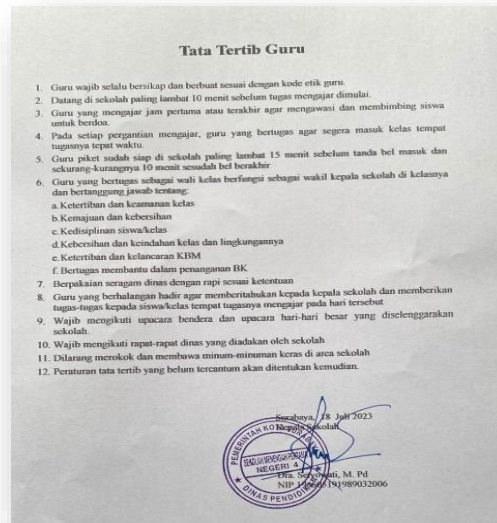 Tata Tertib Guru
1. Guru wajib selalu bersikap dan berbuat sesuai dengan kode etik guru.
2. Datang di sekolah paling lambat 10 menit sebelum tugas mengajar dimulai.
3. Guru yang mengajar jam pertama atau terakhir agar mengawasi dan membimbing siswa
untuk berdoa.
4. Pada setiap pergantian mengajar, guru yang bertugas agar segera masuk kelas tempat
tugasnya tepat waktu.
5. Guru piket sudah siap di sekolah paling lambat 15 menit sebelum tanda bel masuk dan
sekurang-kurangnya 10 menit sesudah bel berakhir
6. Guru yang bertugas sebagai wali kelas berfungsi sebagai wakil kepala sekolah di kelasnya
dan bertanggung jawab tentang:
a. Ketertiban dan keamanan kelas
b. Kemajuan dan kebersihan
c. Kedisiplinan siswa/kelas
d. Kebersihan dan keindahan kelas dan lingkungannya
e. Ketertiban dan kelancaran KBM
f. Bertugas membantu dalam penanganan BK
7. Berpakaian seragam dinas dengan rapi sesuai ketentuan
8. Guru yang berhalangan hadir agar memberitahukan kepada kepala sekolah dan memberikan
tugas-tugas kepada siswa/kelas tempat tugasnya mengajar pada hari tersebut
9. Wajib mengikuti upacara bendera dan upacara hari-hari besar yang diselenggarakan
sekolah.
10. Wajib mengikuti rapat-rapat dinas yang diadakan oleh sekolah
11. Dilarang merokok dan membawa minum-minuman keras di area sekolah
12. Peraturan tata tertib yang belum tercantum akan ditentukan kemudian.
Surabaya, 18 Juli 2023
Kepala Sekolah
PEMERINTAH KOTA SURABAYA
SEKOLAH MENENGAH PERTAMA
NEGERI 4
DINAS PENDIDIKAN
Dra. M. Pd
NIP